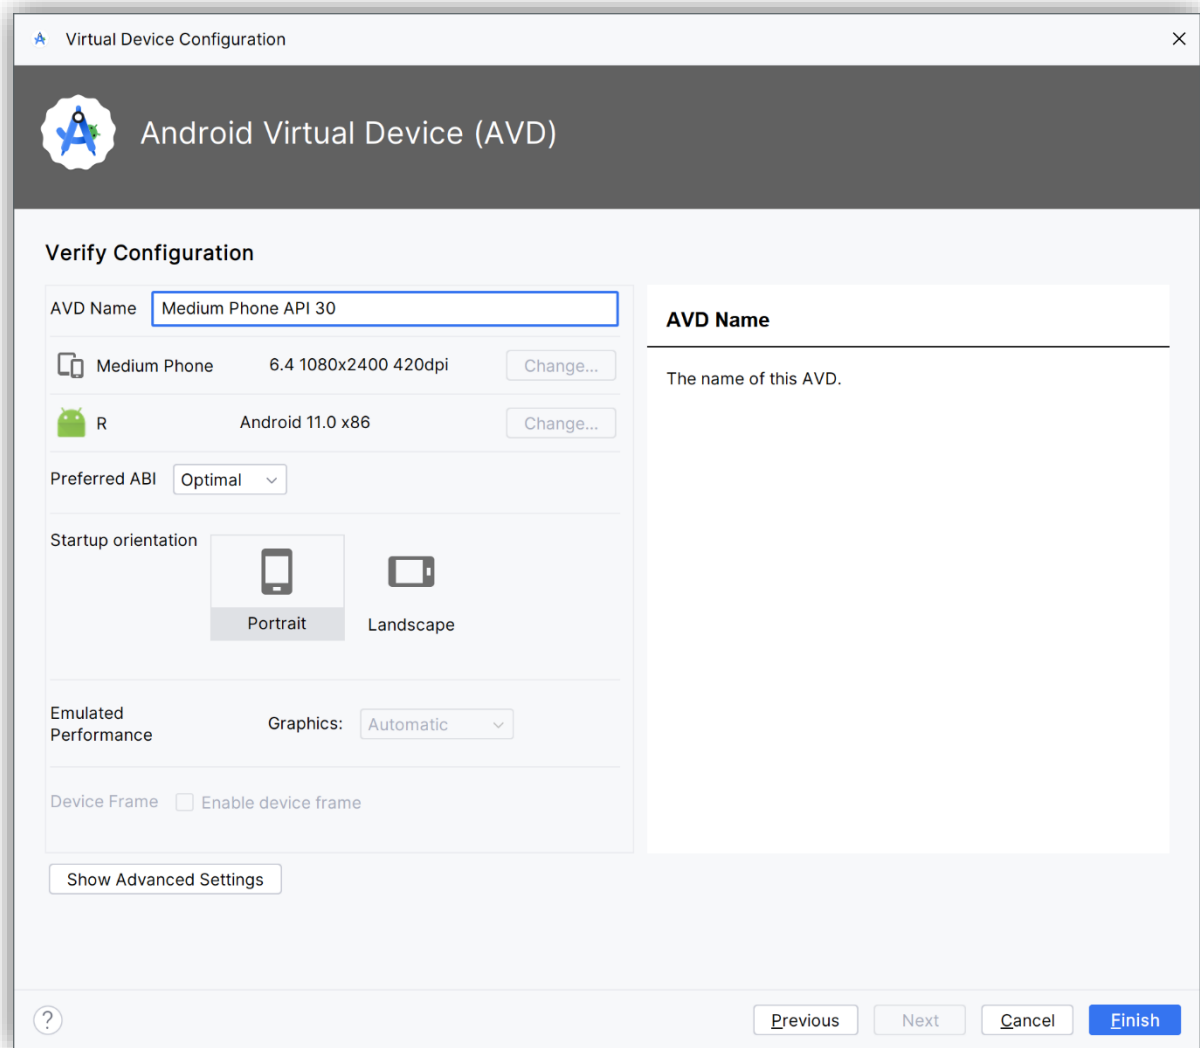 Virtual Device Configuration
Android Virtual Device (AVD)
Verify Configuration
AVD Name Medium Phone API 30
Medium Phone 6.4 1080x2400 420dpi Change...
R Android 11.0 x86 Change...
Preferred ABI Optimal
Startup orientation
Portrait
Landscape
Emulated
Performance
Graphics: Automatic
Device Frame Enable device frame
Show Advanced Settings
AVD Name
The name of this AVD.
? Previous Next Cancel Finish